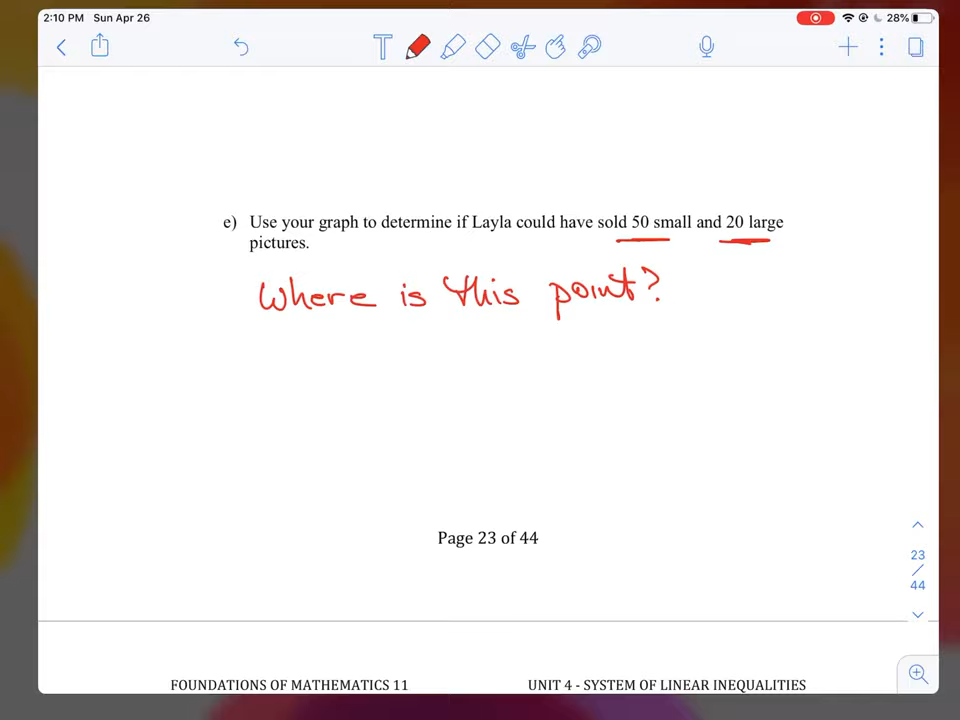 2:10 PM Sun Apr 26
28%
T
e) Use your graph to determine if Layla could have sold 50 small and 20 large
pictures.
Where is this point?
Page 23 of 44
23
/
44
FOUNDATIONS OF MATHEMATICS 11 UNIT 4 - SYSTEM OF LINEAR INEQUALITIES